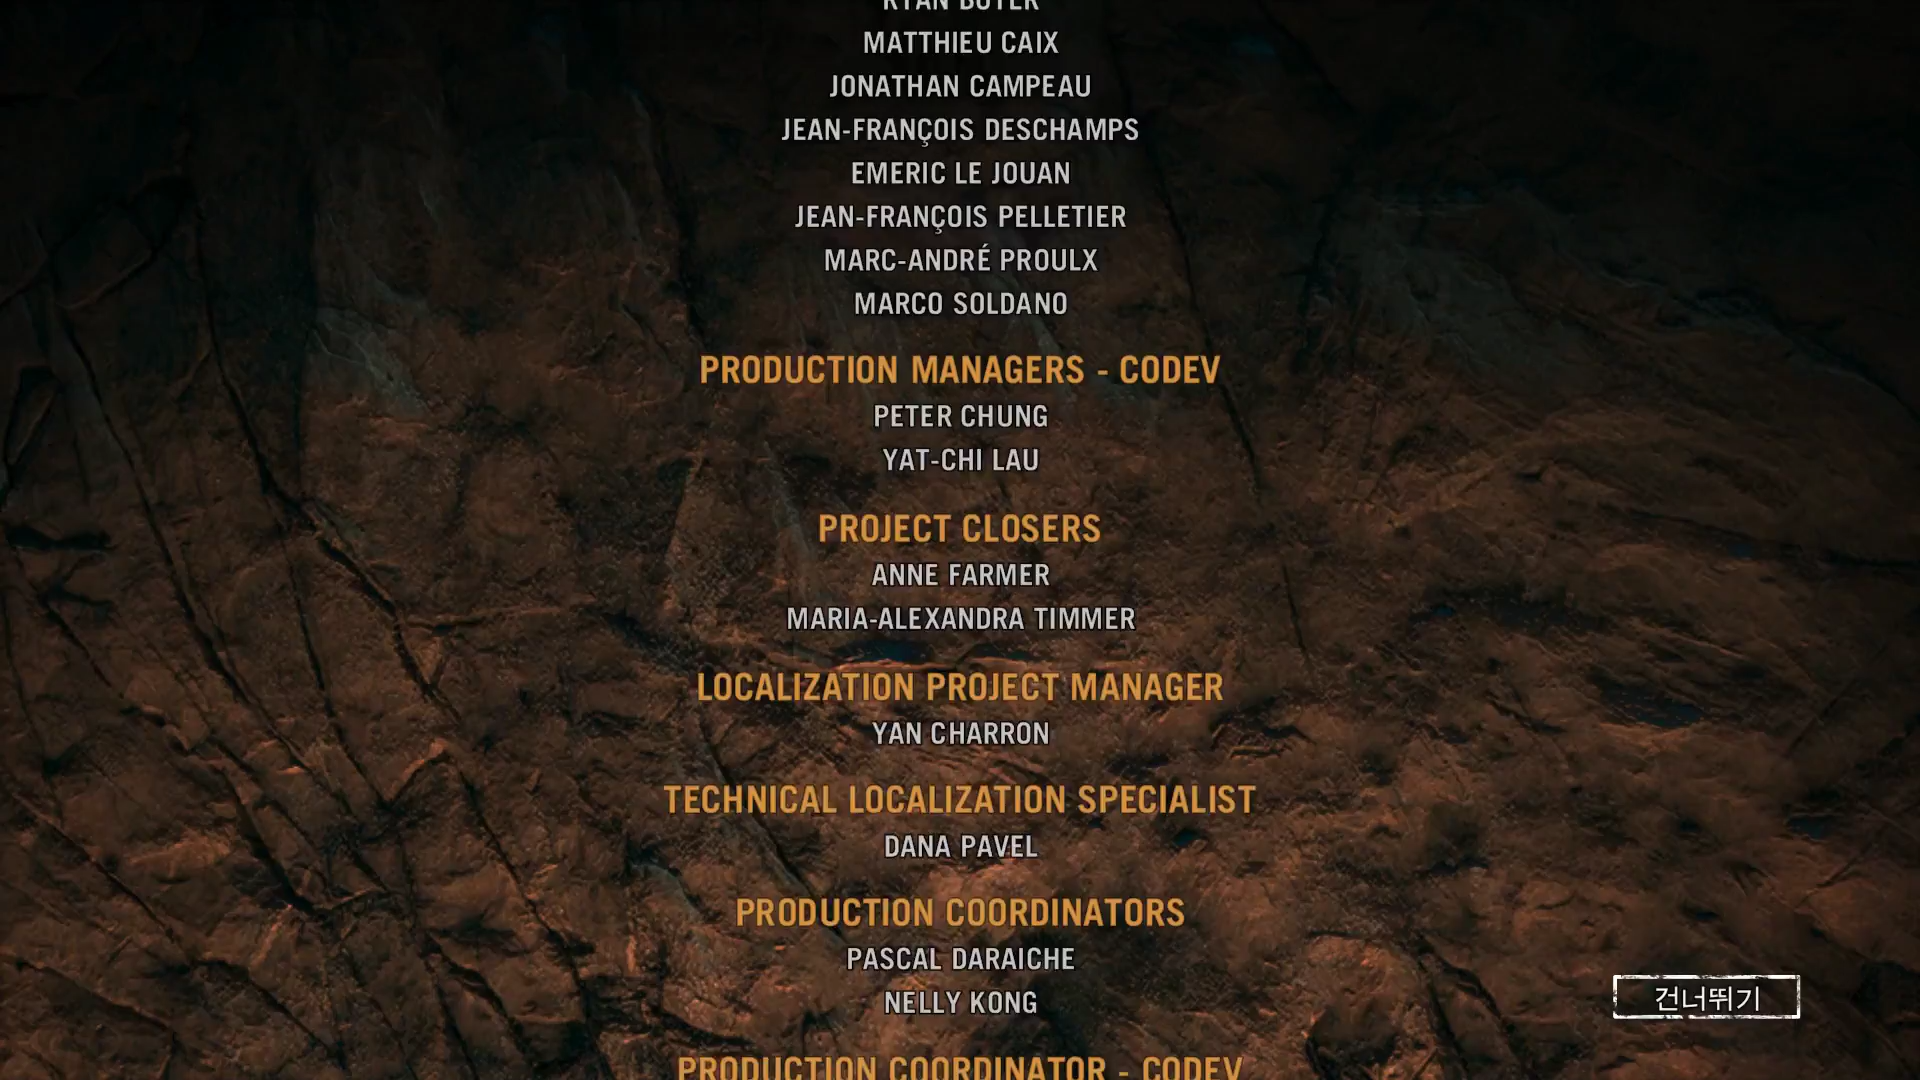 MATTHIEU CAIX
JONATHAN CAMPEAU
JEAN-FRANÇOIS DESCHAMPS
EMERIC LE JOUAN
JEAN-FRANÇOIS PELLETIER
MARC-ANDRÉ PROULX
MARCO SOLDANO
PRODUCTION MANAGERS - CODEV
PETER CHUNG
YAT-CHI LAU
PROJECT CLOSERS
ANNE FARMER
MARIA-ALEXANDRA TIMMER
LOCALIZATION PROJECT MANAGER
YAN CHARRON
TECHNICAL LOCALIZATION SPECIALIST
DANA PAVEL
PRODUCTION COORDINATORS
PASCAL DARAICHE
NELLY KONG
건너뛰기
PRODUCTION COORDINATOR - CODEV